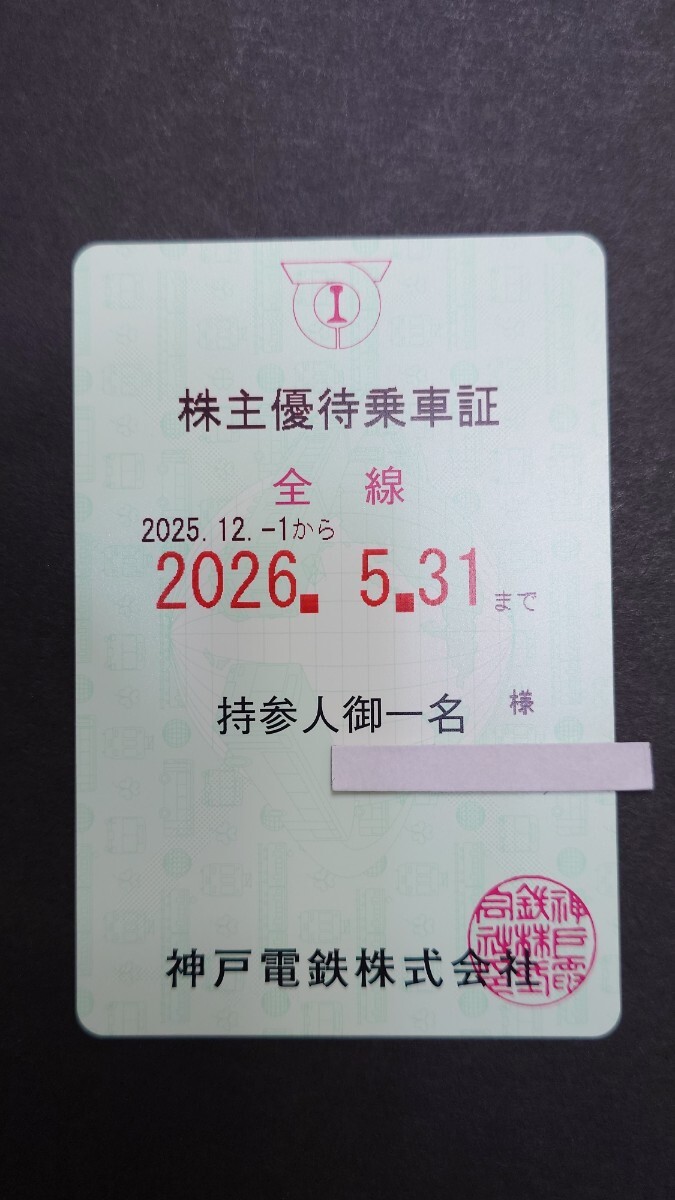 株主優待乗車証
全線
2025.12.-1から
2026. 5.31まで
持参人御一名 様
神戸電鉄株式会社